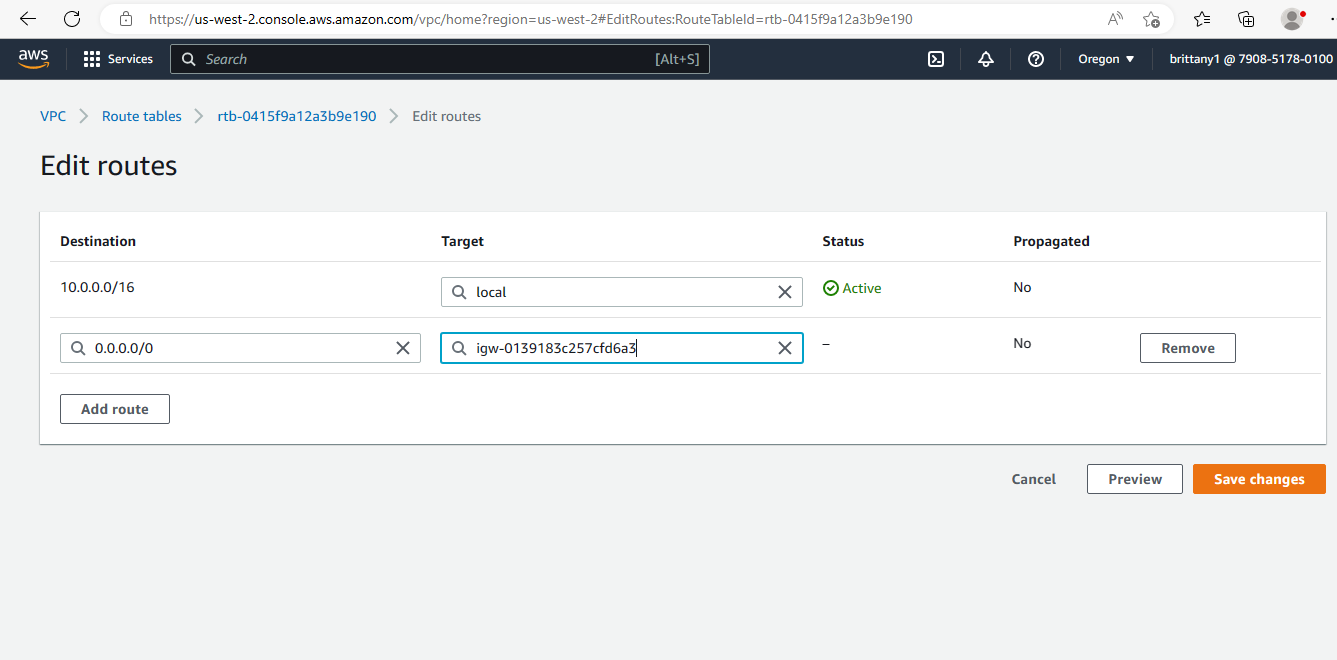 https://us-west-2.console.aws.amazon.com/vpc/home?region=us-west-2#EditRoutes:RouteTableId=rtb-0415f9a12a3b9e190
aws Services Search [Alt+S] Oregon brittany1 @ 7908-5178-0100
VPC Route tables rtb-0415f9a12a3b9e190 Edit routes
Edit routes
Destination Target Status Propagated
10.0.0.0/16 local Active No
0.0.0.0/0 igw-0139183c257cfd6a3 – No Remove
Add route
Cancel Preview Save changes